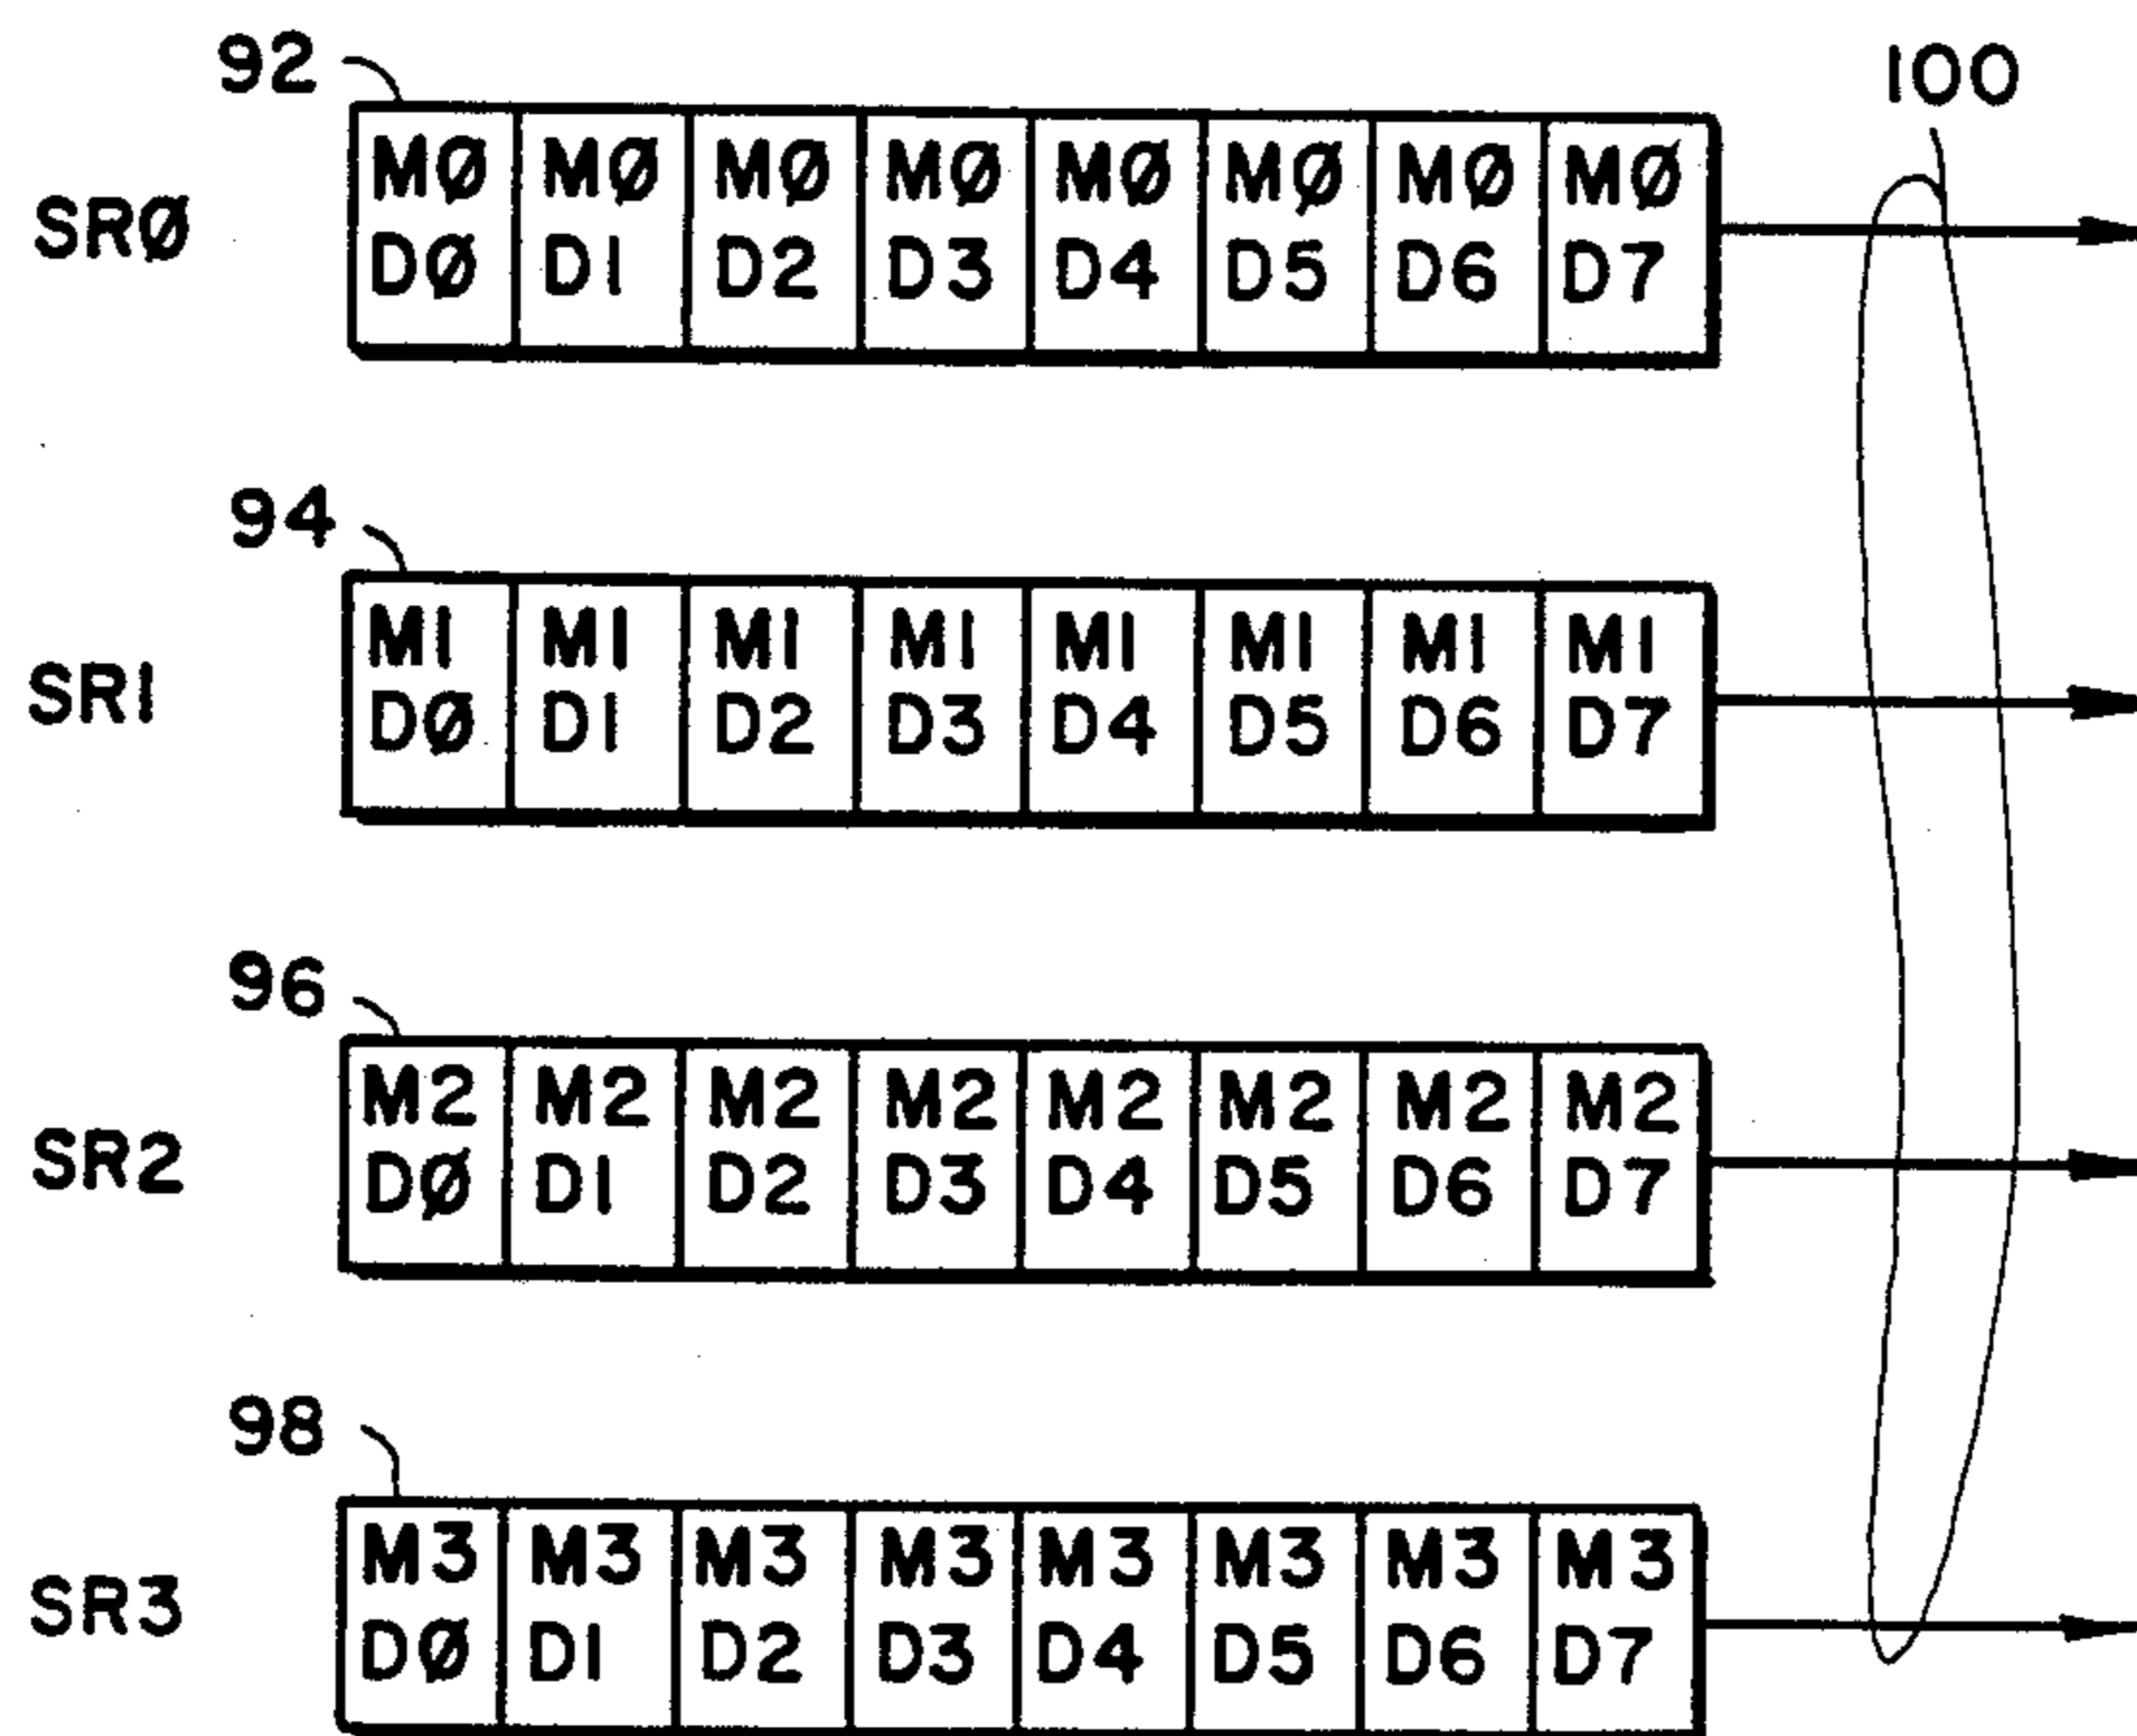 92
100
SRØ
MØ MØ MØ MØ MØ MØ MØ MØ
DØ D1 D2 D3 D4 D5 D6 D7
94
SR1
M1 M1 M1 M1 M1 M1 M1 M1
DØ D1 D2 D3 D4 D5 D6 D7
96
SR2
M2 M2 M2 M2 M2 M2 M2 M2
DØ D1 D2 D3 D4 D5 D6 D7
98
SR3
M3 M3 M3 M3 M3 M3 M3 M3
DØ D1 D2 D3 D4 D5 D6 D7